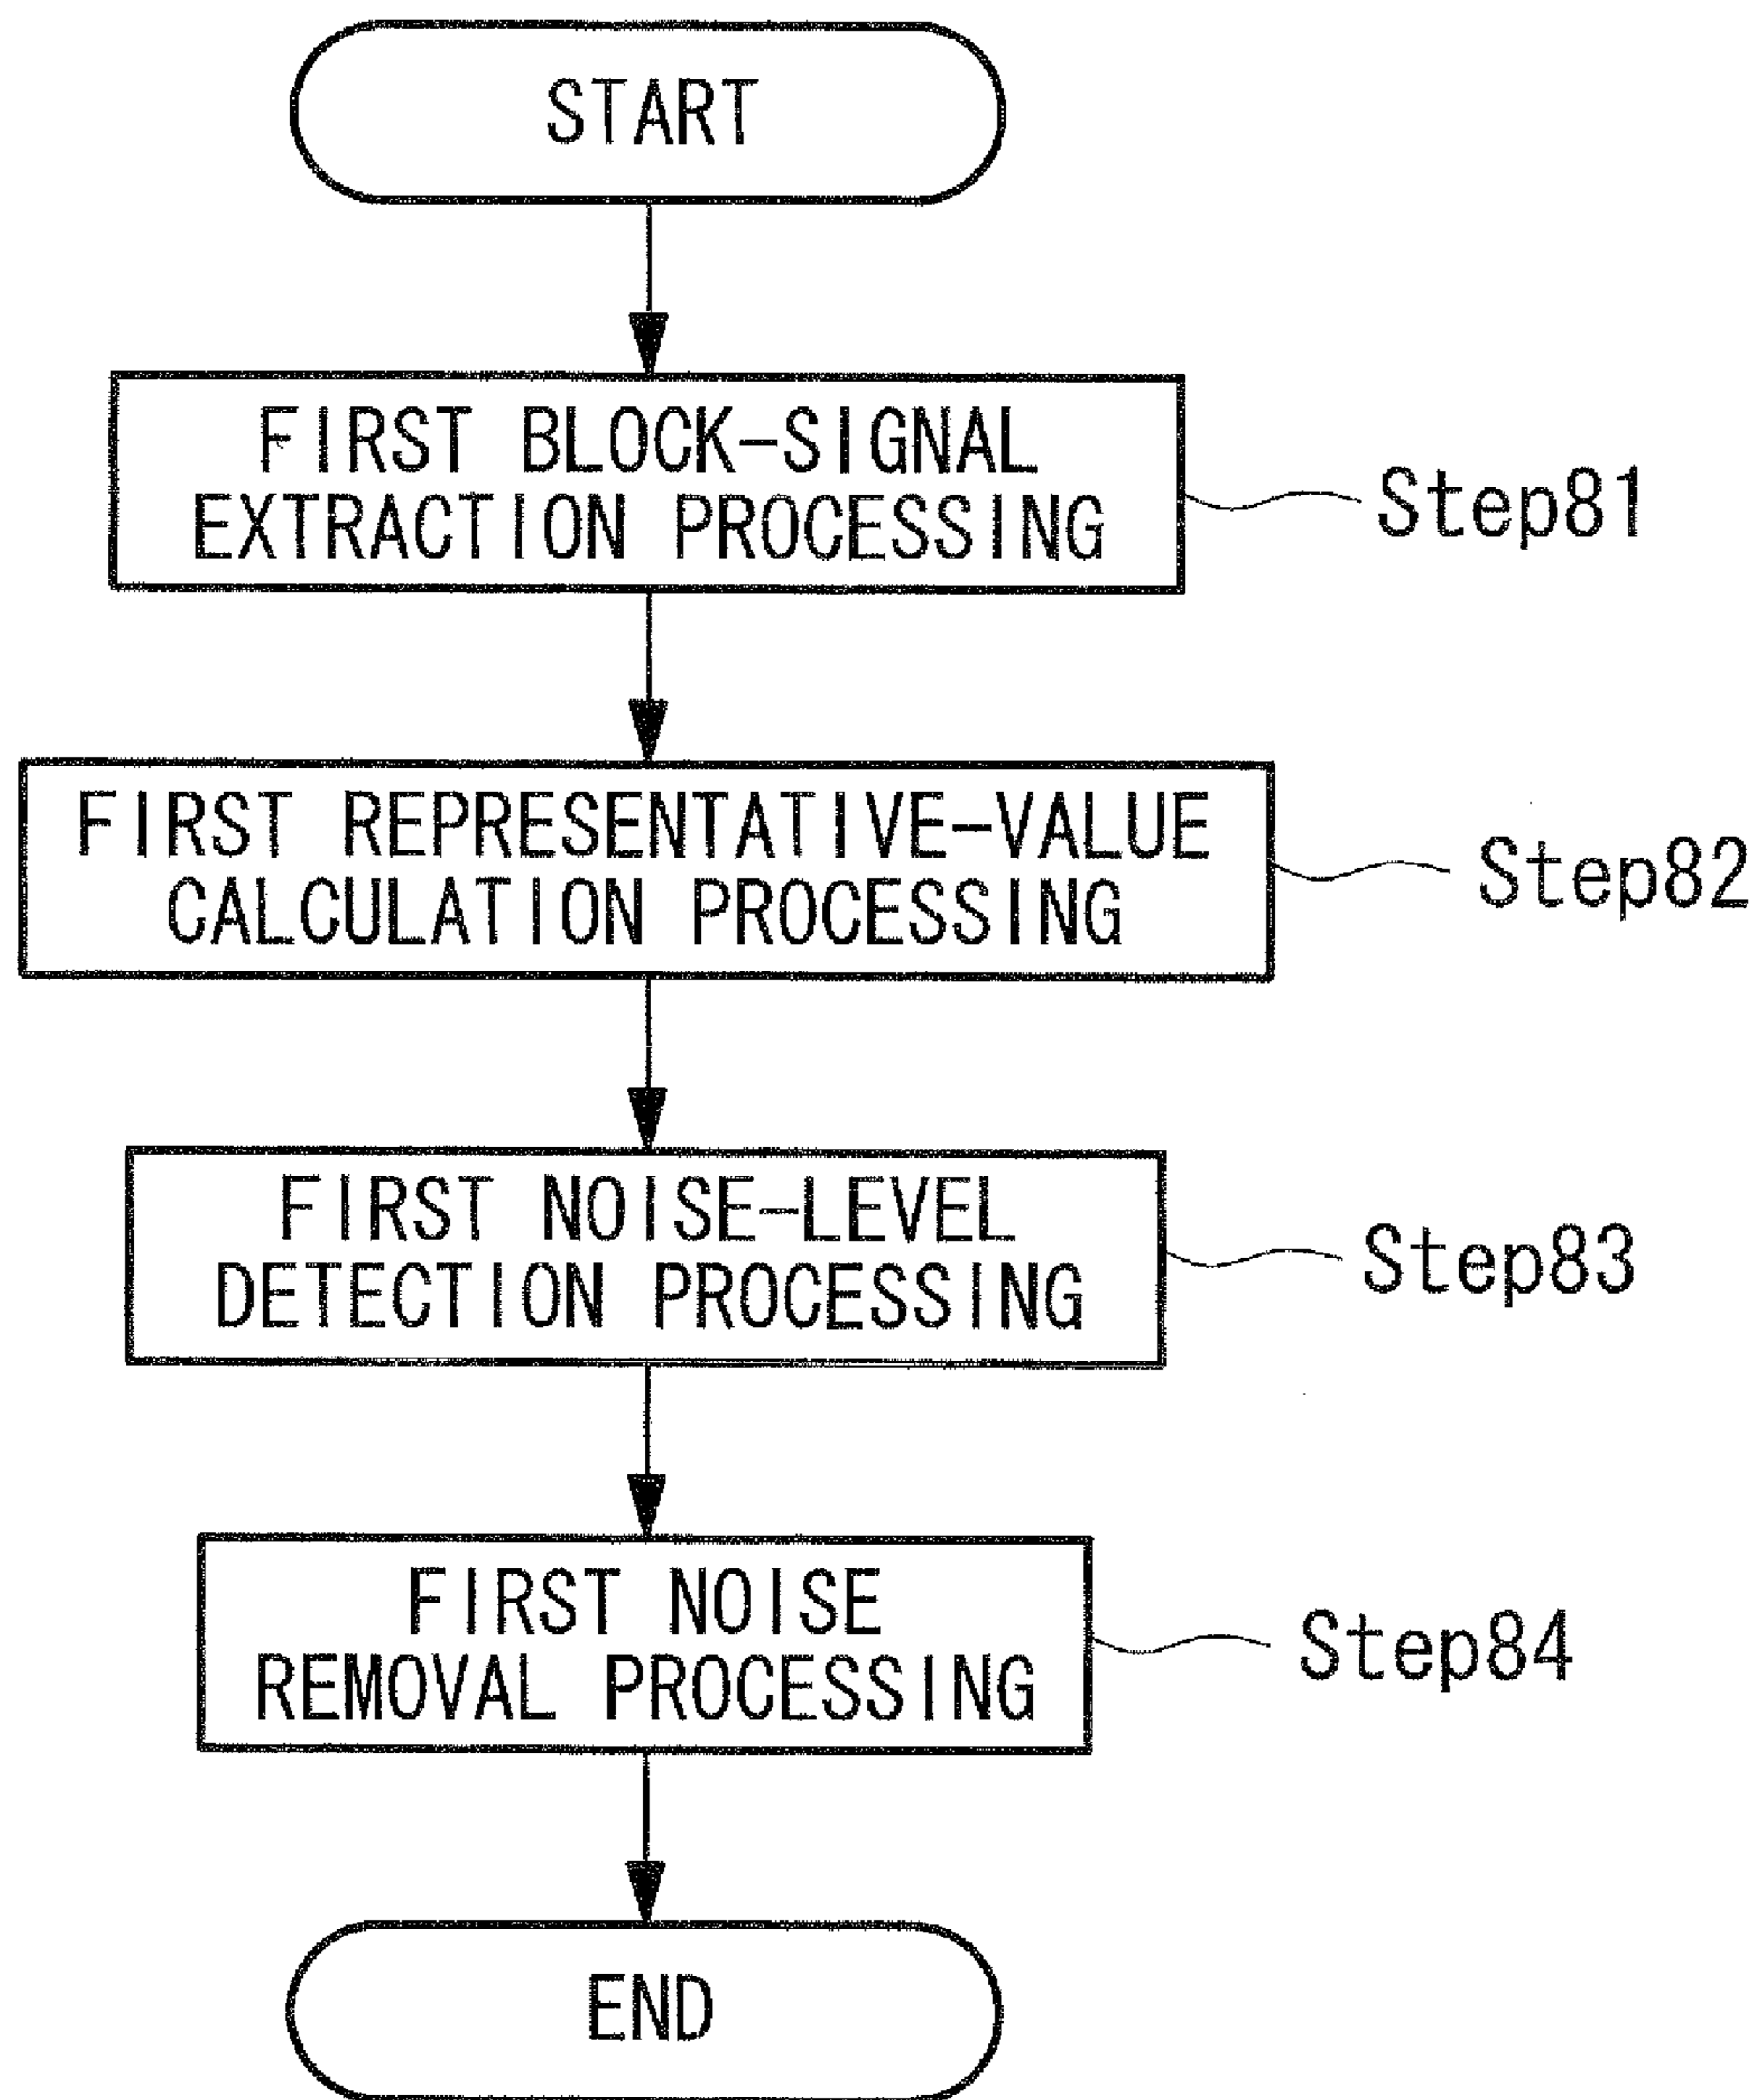 START
FIRST BLOCK-SIGNAL
EXTRACTION PROCESSING
Step81
FIRST REPRESENTATIVE-VALUE
CALCULATION PROCESSING
Step82
FIRST NOISE-LEVEL
DETECTION PROCESSING
Step83
FIRST NOISE
REMOVAL PROCESSING
Step84
END